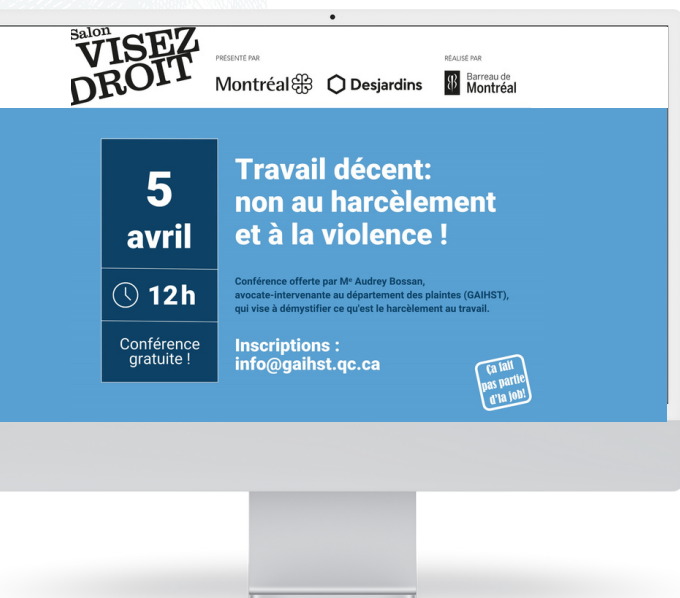 Salon
VISEZ
DROIT
PRÉSENTÉ PAR
Montréal
Desjardins
RÉALISÉ PAR
Barreau de
Montréal
5
avril
12h
Conférence
gratuite !
Travail décent:
non au harcèlement
et à la violence !
Conférence offerte par Mᵉ Audrey Bossan,
avocate-intervenante au département des plaintes (GAIHST),
qui vise à démystifier ce qu'est le harcèlement au travail.
Inscriptions :
info@gaihst.qc.ca
Ça fait
pas partie
d'la job!